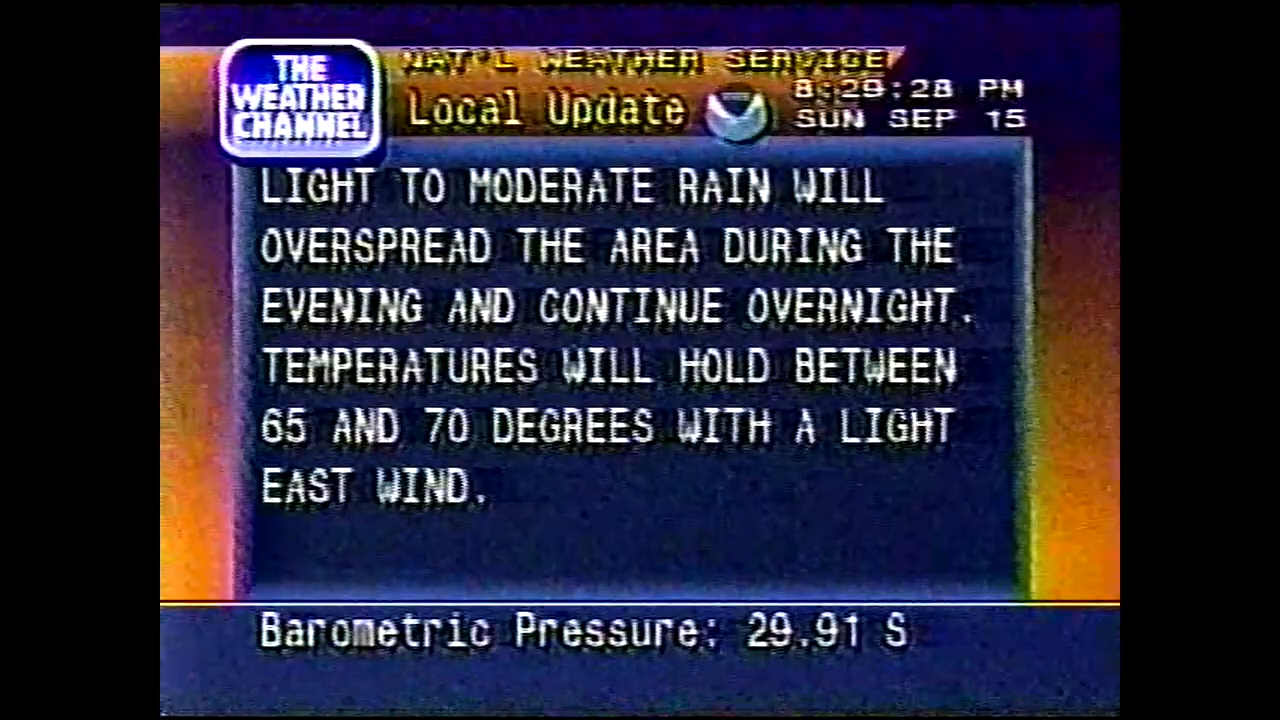 THE
WEATHER
CHANNEL
NAT'L WEATHER SERVICE
Local Update
8:29:28 PM
SUN SEP 15
LIGHT TO MODERATE RAIN WILL
OVERSPREAD THE AREA DURING THE
EVENING AND CONTINUE OVERNIGHT.
TEMPERATURES WILL HOLD BETWEEN
65 AND 70 DEGREES WITH A LIGHT
EAST WIND.
Barometric Pressure: 29.91 S